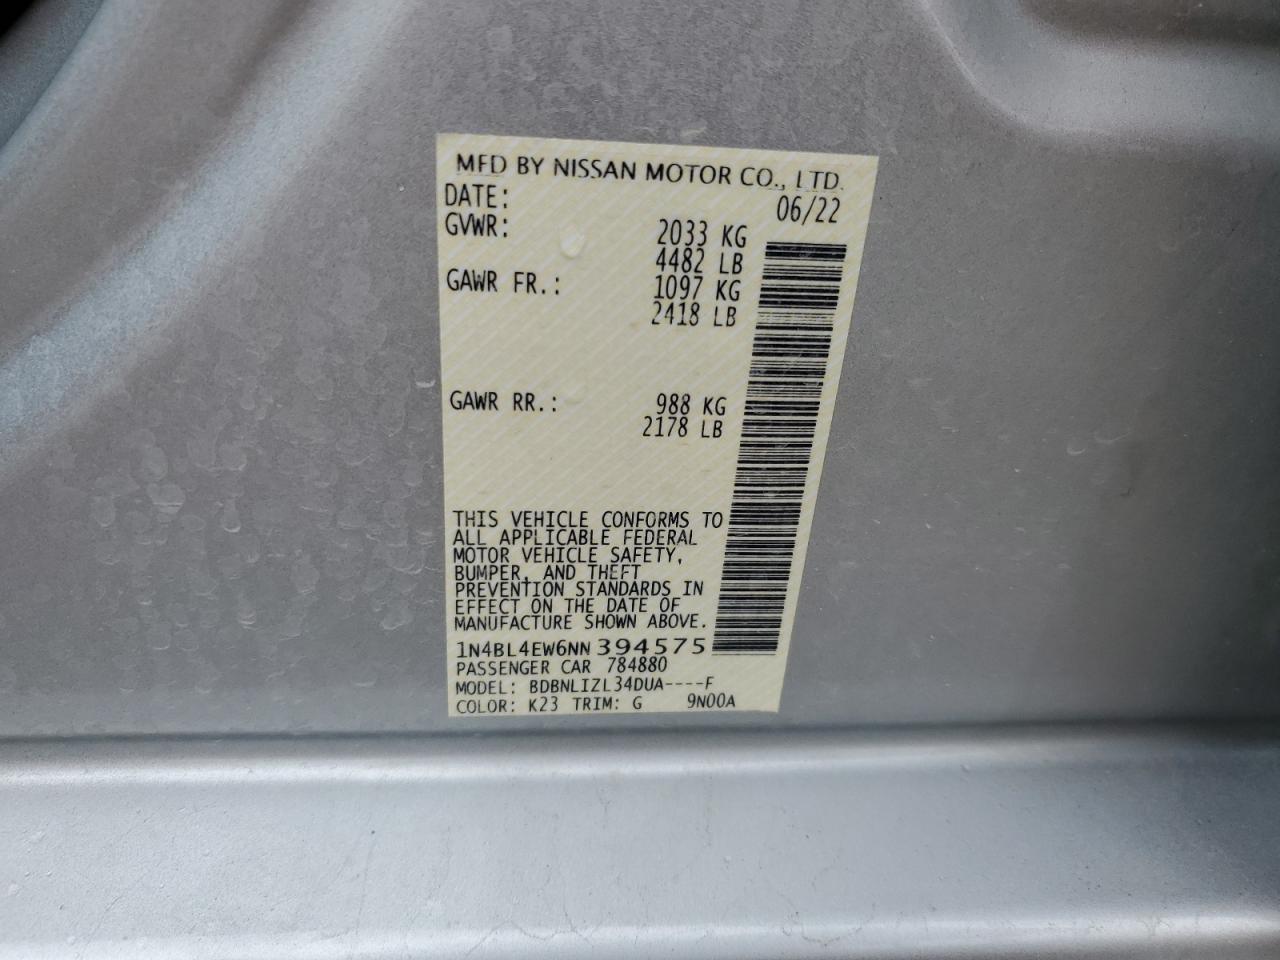 MFD BY NISSAN MOTOR CO., LTD.
DATE: 06/22
GVWR: 2033 KG
4482 LB
GAWR FR.: 1097 KG
2418 LB
GAWR RR.: 988 KG
2178 LB
THIS VEHICLE CONFORMS TO
ALL APPLICABLE FEDERAL
MOTOR VEHICLE SAFETY,
BUMPER, AND THEFT
PREVENTION STANDARDS IN
EFFECT ON THE DATE OF
MANUFACTURE SHOWN ABOVE.
1N4BL4EW6NN394575
PASSENGER CAR 784880
MODEL: BDBNLIZL34DUA----F
COLOR: K23 TRIM: G 9N00A